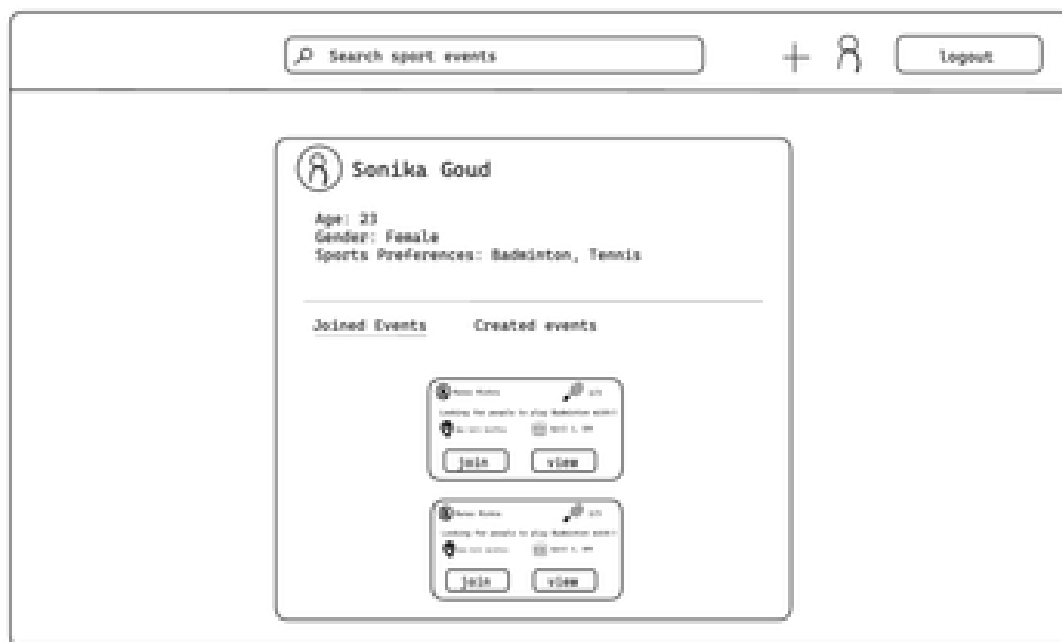 Search sport events
logout
Sonika Goud
Age: 23
Gender: Female
Sports Preferences: Badminton, Tennis
Joined Events Created events
Looking for people to play Badminton with!
join view
Looking for people to play Badminton with!
join view